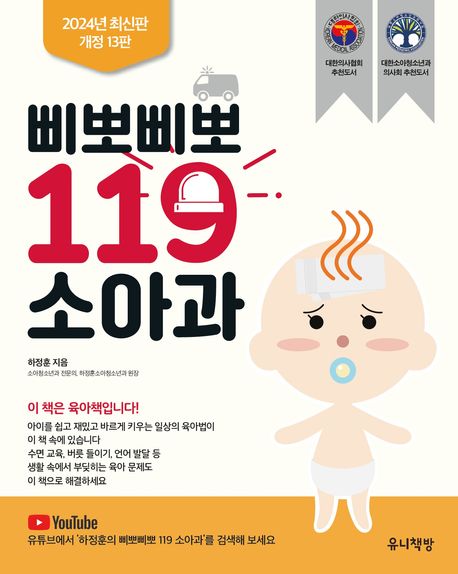 2024년 최신판
개정 13판
대한의사협회
추천도서
대한소아청소년과
의사회 추천도서
삐뽀삐뽀
119
소아과
하정훈 지음
소아청소년과 전문의, 하정훈소아청소년과 원장
이 책은 육아책입니다!
아이를 쉽고 재밌고 바르게 키우는 일상의 육아법이
이 책 속에 있습니다
수면 교육, 버릇 들이기, 언어 발달 등
생활 속에서 부딪히는 육아 문제도
이 책으로 해결하세요
YouTube
유튜브에서 '하정훈의 삐뽀삐뽀 119 소아과'를 검색해 보세요
유니책방